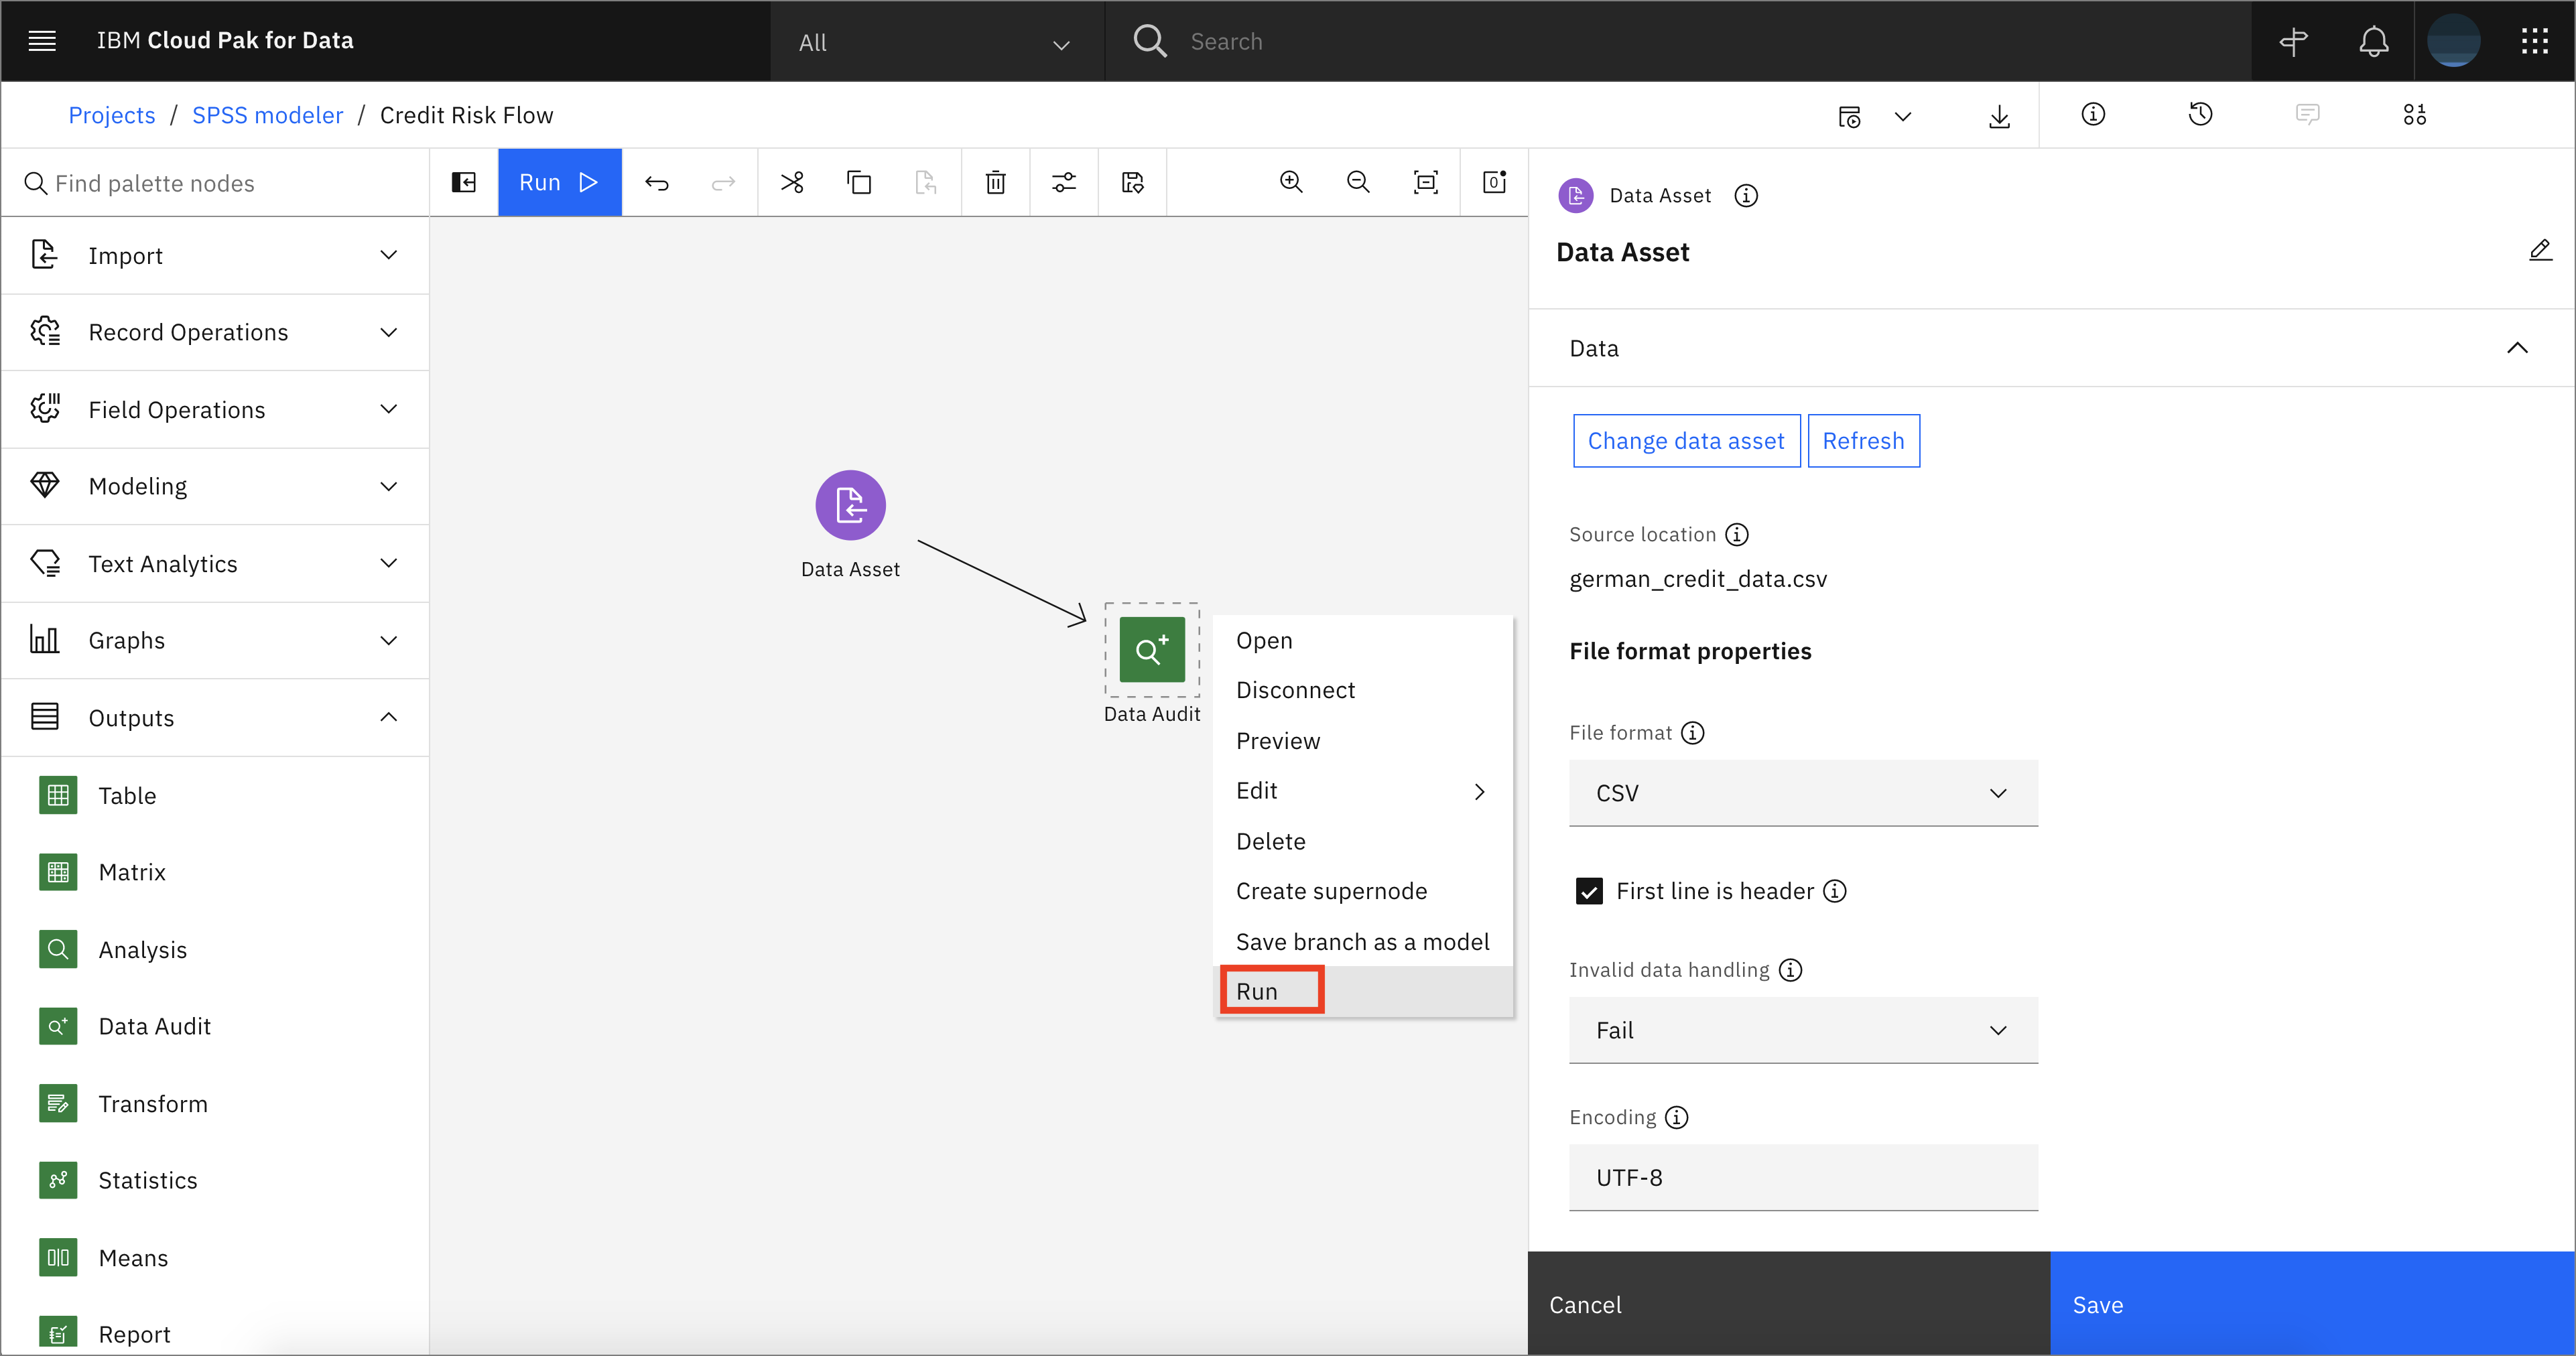 IBM Cloud Pak for Data
All
Search
Projects / SPSS modeler / Credit Risk Flow
Find palette nodes
Run
Import
Record Operations
Field Operations
Modeling
Text Analytics
Graphs
Outputs
Table
Matrix
Analysis
Data Audit
Transform
Statistics
Means
Report
Data Asset
Data Audit
Open
Disconnect
Preview
Edit
Delete
Create supernode
Save branch as a model
Run
Data Asset
Data Asset
Data
Change data asset
Refresh
Source location
german_credit_data.csv
File format properties
File format
CSV
First line is header
Invalid data handling
Fail
Encoding
UTF-8
Cancel
Save